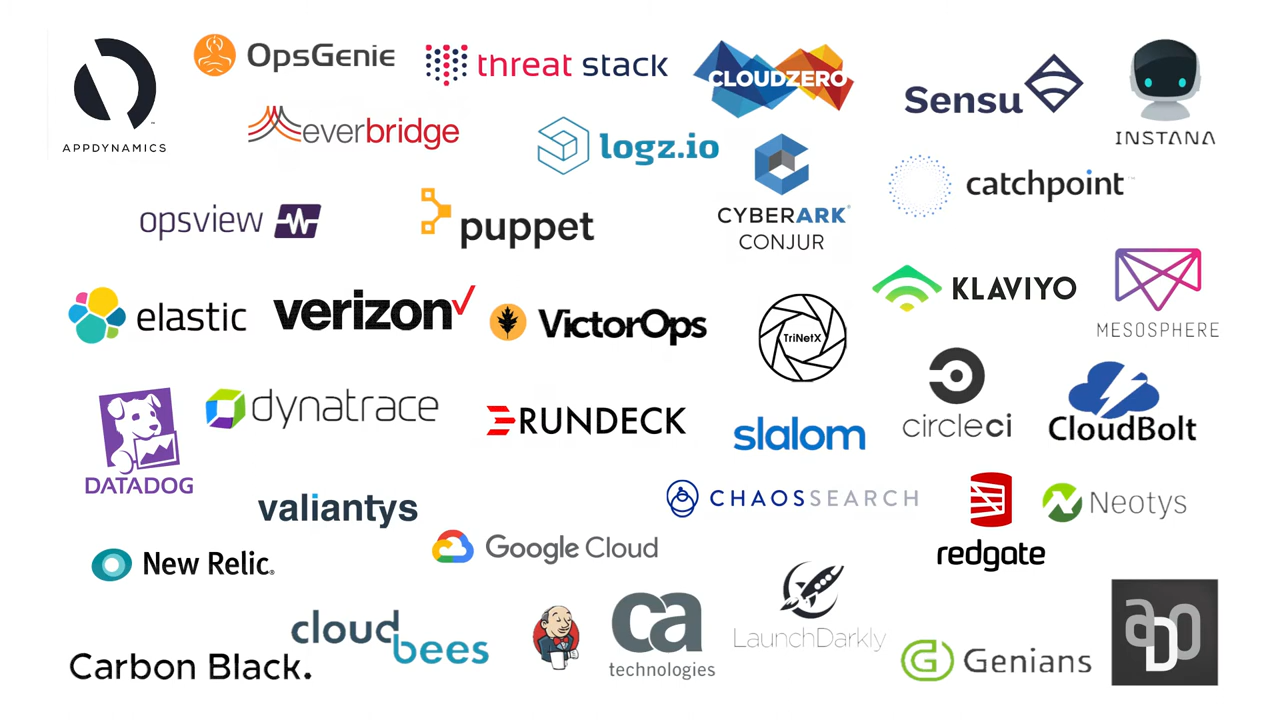 APPDYNAMICS
OpsGenie
threat stack
CLOUDZERO
Sensu
INSTANA
everbridge
logz.io
CYBERARK®
CONJUR
catchpoint™
opsview
puppet
elastic
verizon✓
VictorOps
TriNetX
KLAVIYO
MESOSPHERE
DATADOG
dynatrace
RUNDECK
slalom
circleci
CloudBolt
valiantys
CHAOSSEARCH
redgate
Neotys
New Relic®
Google Cloud
cloudbees
ca
technologies
LaunchDarkly
Carbon Black.
Genians
aDo